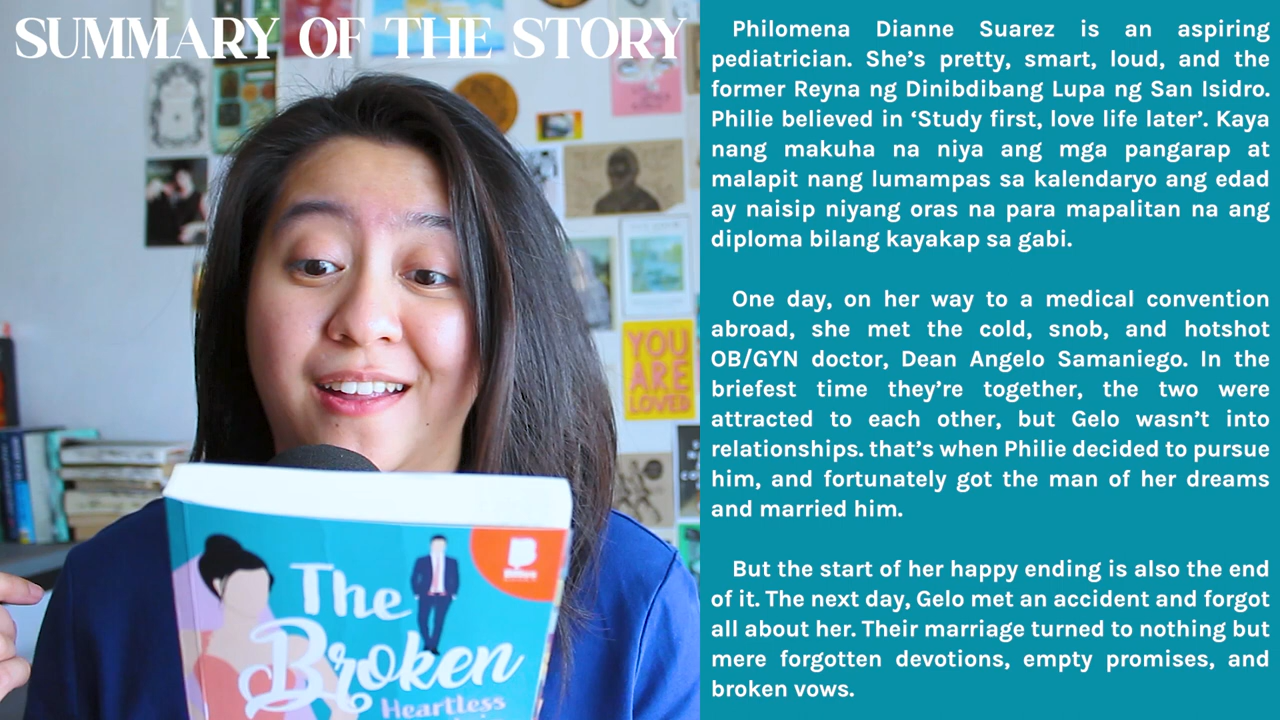 SUMMARY OF THE STORY
Philomena Dianne Suarez is an aspiring
pediatrician. She's pretty, smart, loud, and the
former Reyna ng Dinibdibang Lupa ng San Isidro.
Philie believed in 'Study first, love life later'. Kaya
nang makuha na niya ang mga pangarap at
malapit nang lumampas sa kalendaryo ang edad
ay naisip niyang oras na para mapalitan na ang
diploma bilang kayakap sa gabi.
One day, on her way to a medical convention
abroad, she met the cold, snob, and hotshot
OB/GYN doctor, Dean Angelo Samaniego. In the
briefest time they're together, the two were
attracted to each other, but Gelo wasn't into
relationships. that's when Philie decided to pursue
him, and fortunately got the man of her dreams
and married him.
But the start of her happy ending is also the end
of it. The next day, Gelo met an accident and forgot
all about her. Their marriage turned to nothing but
mere forgotten devotions, empty promises, and
broken vows.
YOU
ARE
LOVED
B
The
Broken
Heartless